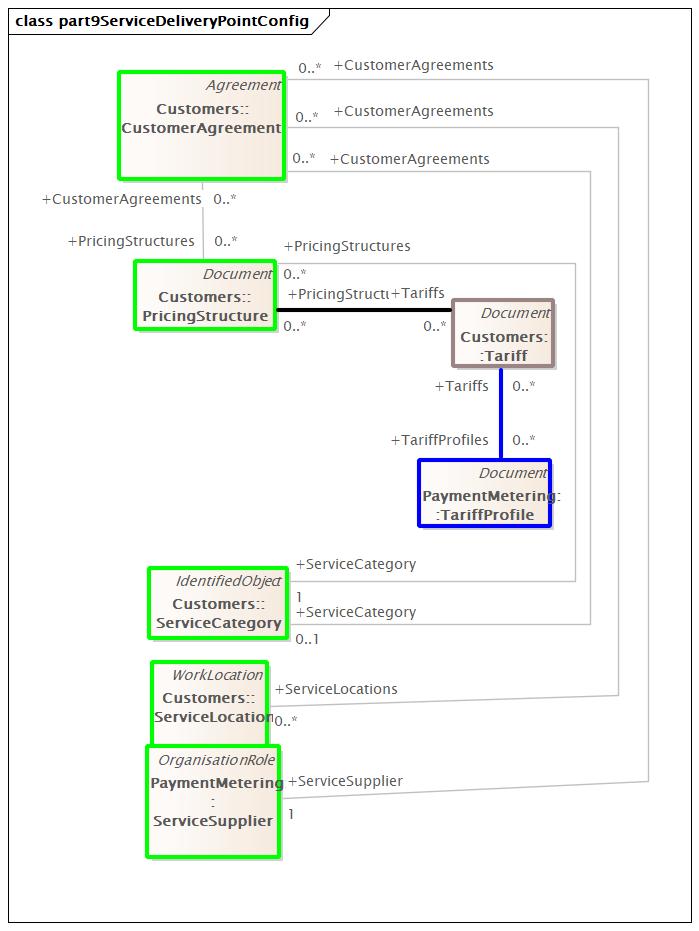 class part9ServiceDeliveryPointConfig
0..* +CustomerAgreements
Agreement
Customers::
CustomerAgreement
0..* +CustomerAgreements
0..* +CustomerAgreements
+CustomerAgreements 0..*
+PricingStructures 0..*
+PricingStructures
Document
Customers::
PricingStructure
0..*
+PricingStructu
+Tariffs
0..*
0..*
Document
Customers:
:Tariff
+Tariffs 0..*
+TariffProfiles 0..*
Document
PaymentMetering:
:TariffProfile
+ServiceCategory
IdentifiedObject
Customers::
ServiceCategory
1
+ServiceCategory
0..1
WorkLocation
Customers::
ServiceLocation
+ServiceLocations
0..*
OrganisationRole
PaymentMetering
:
ServiceSupplier
+ServiceSupplier
1